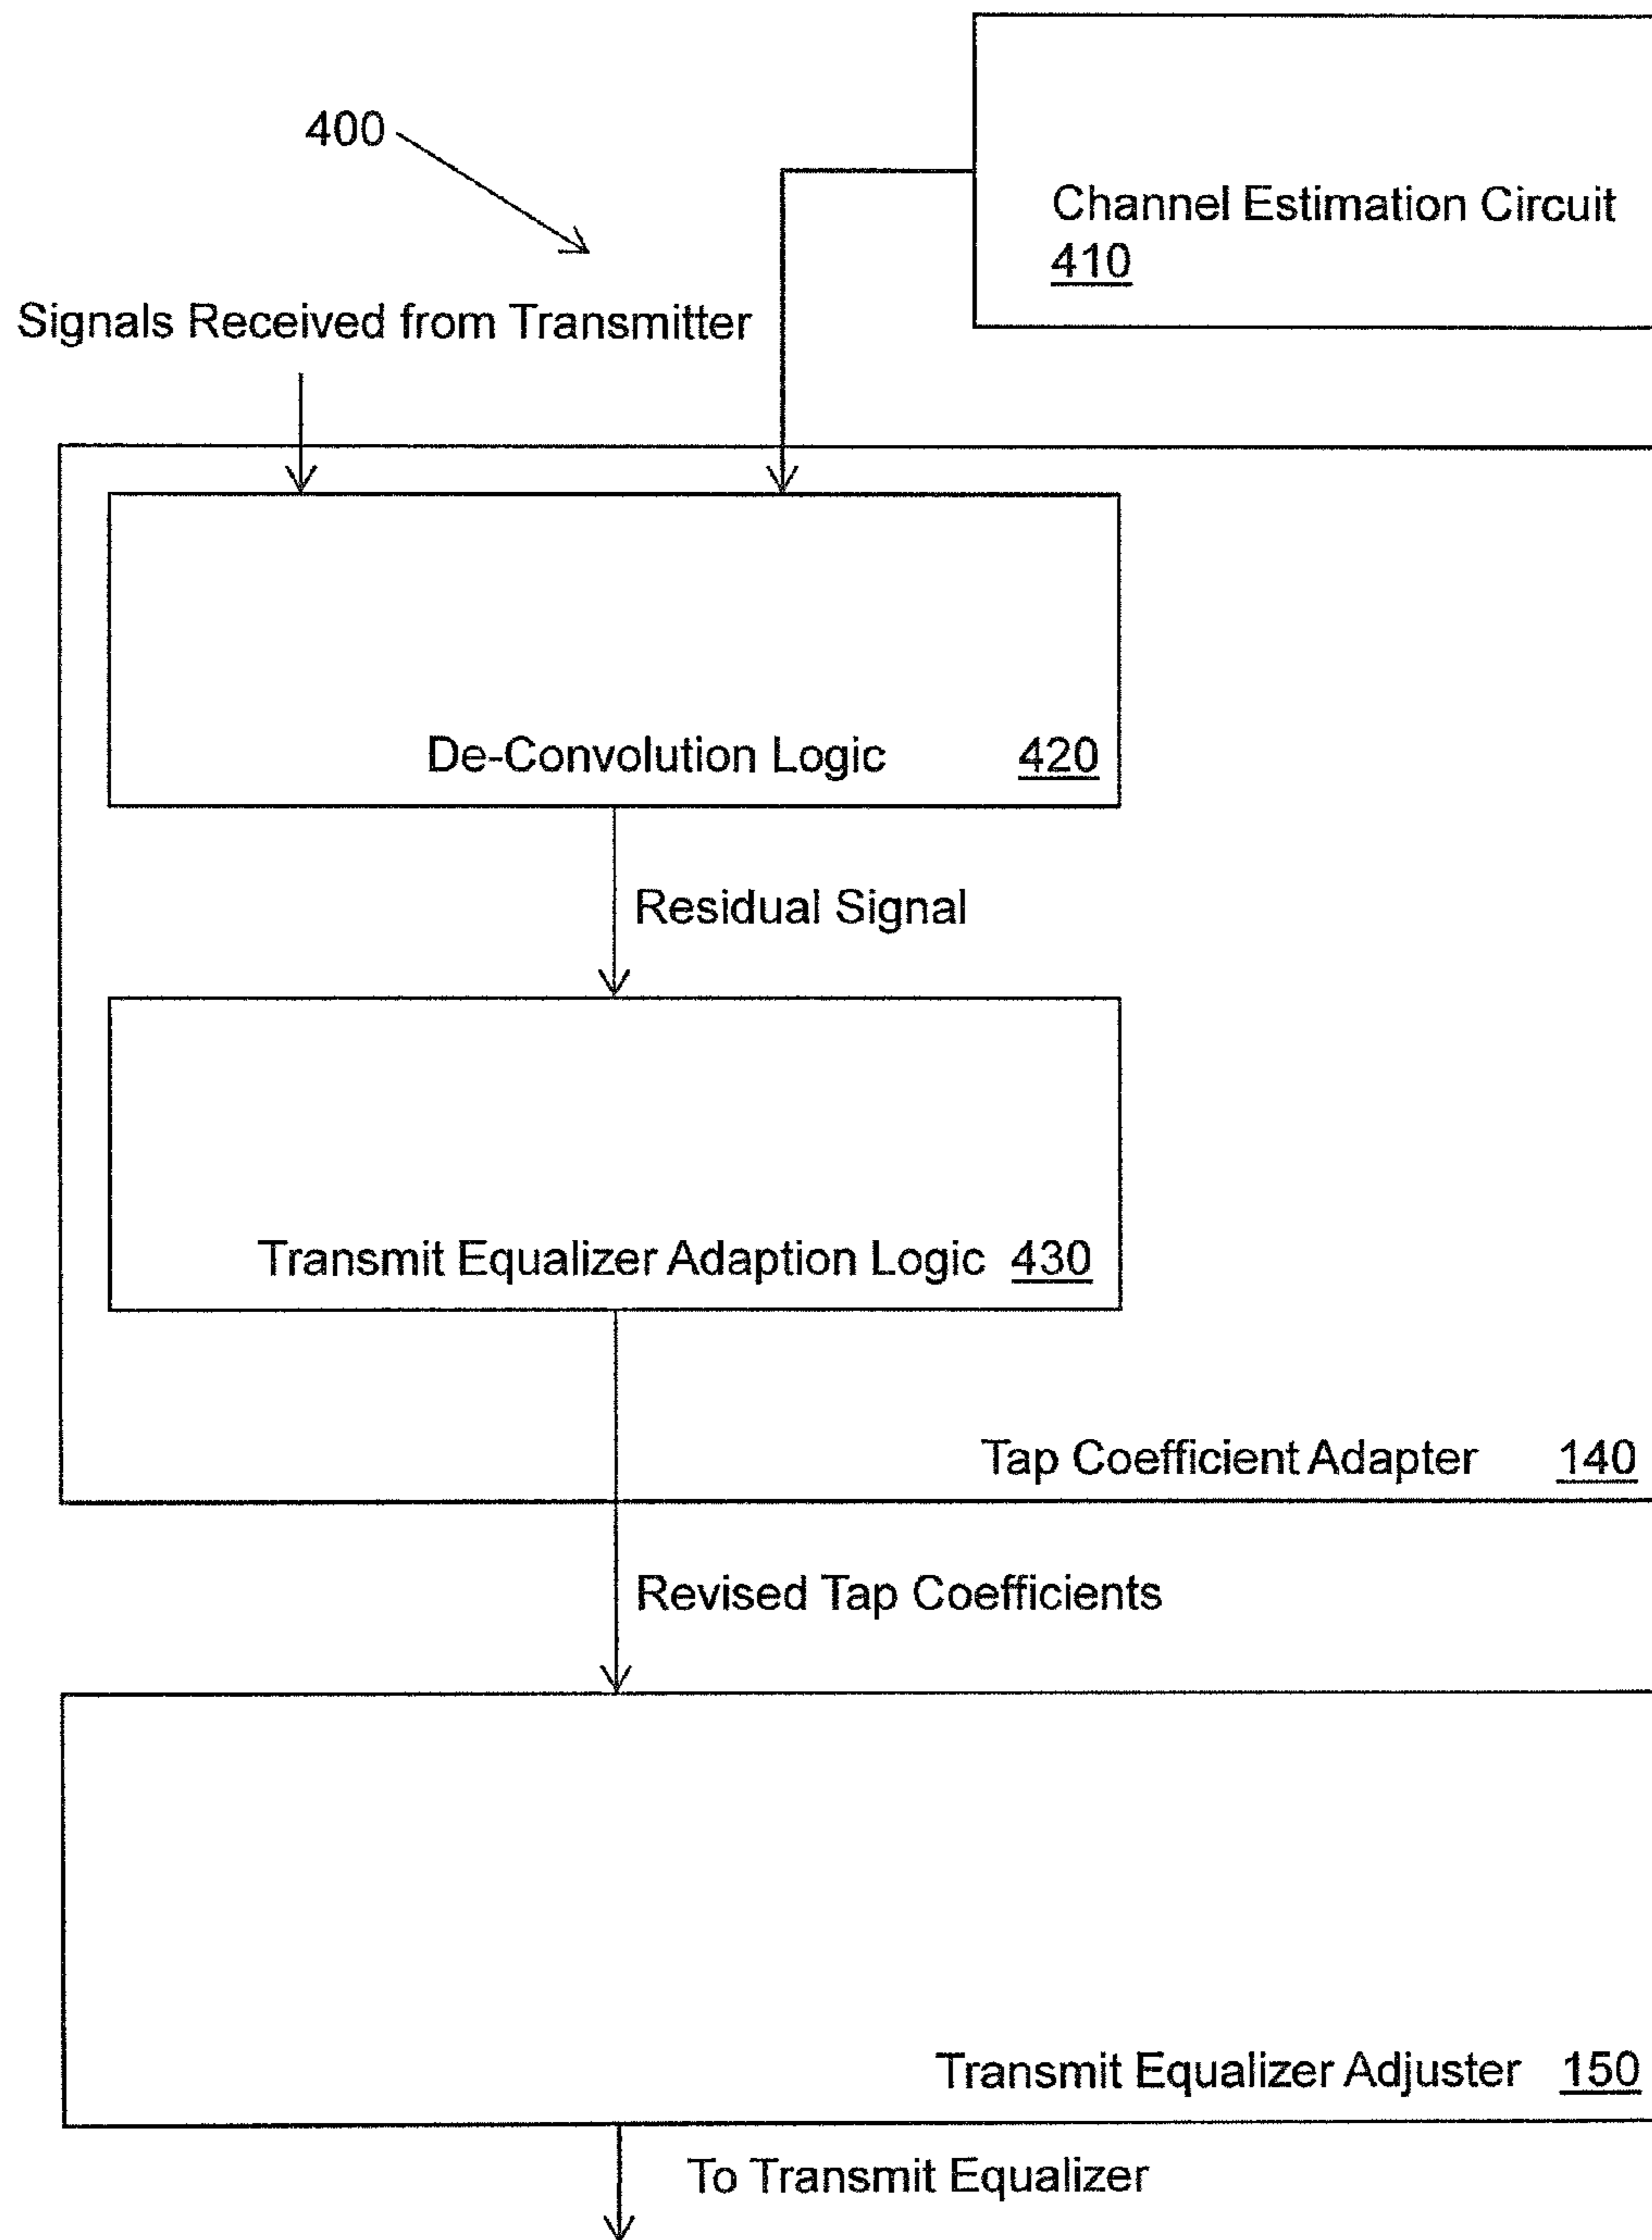 400
Channel Estimation Circuit
410
Signals Received from Transmitter
De-Convolution Logic 420
Residual Signal
Transmit Equalizer Adaption Logic 430
Tap Coefficient Adapter 140
Revised Tap Coefficients
Transmit Equalizer Adjuster 150
To Transmit Equalizer